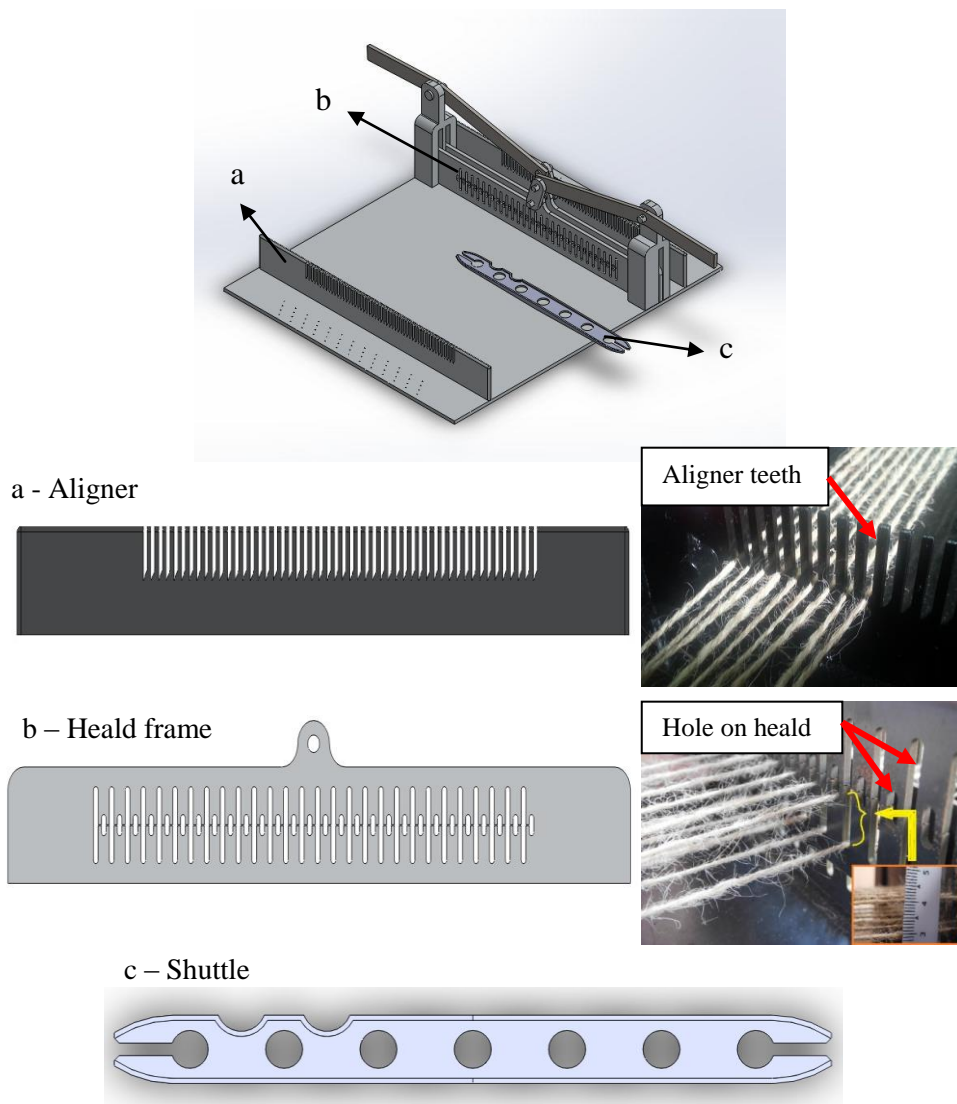 b
a
c
a - Aligner
Aligner teeth
b – Heald frame
Hole on heald
c – Shuttle